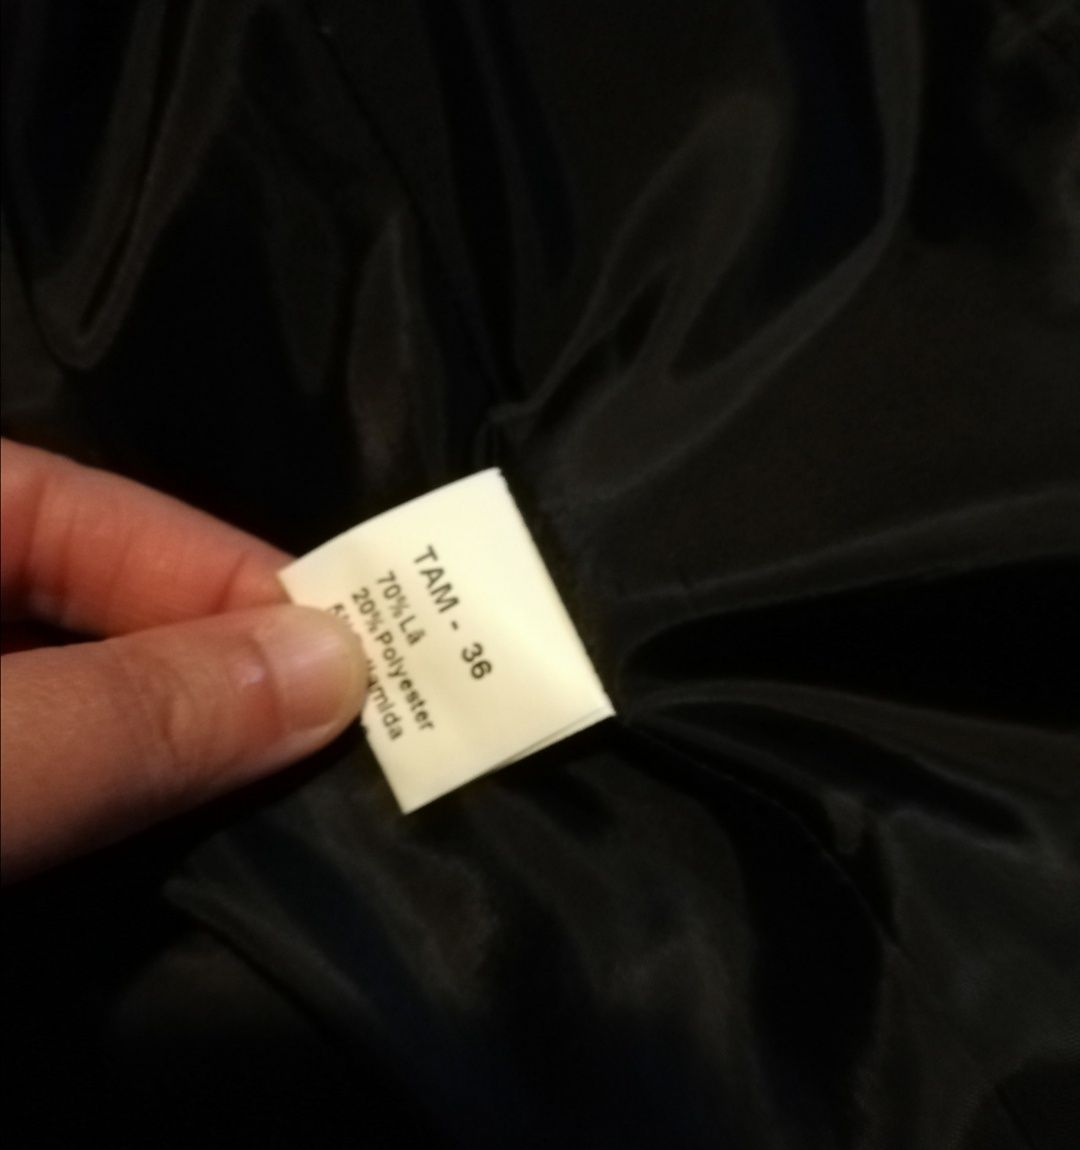 TAM - 36
70% Lã
20% Polyester